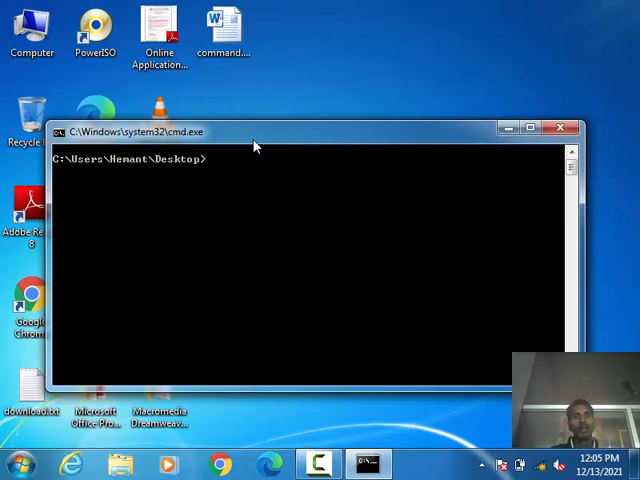 Computer
PowerISO
Online
Application...
command....
Recycle
C:\Windows\system32\cmd.exe
C:\Users\Hemant\Desktop>
Adobe Re
8
Google
Chrom
download.txt
Microsoft
Office Pro...
Macromedia
Dreamweav...
12:05 PM
12/13/2021